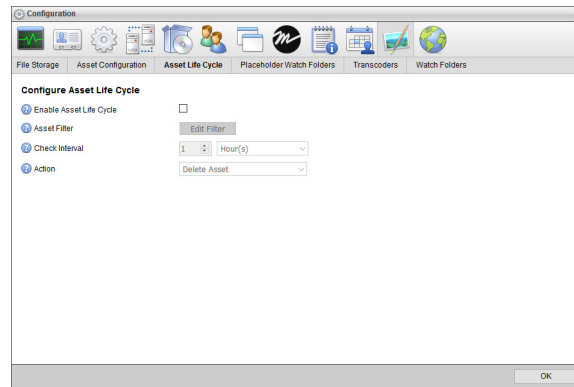 Configuration
File Storage Asset Configuration Asset Life Cycle Placeholder Watch Folders Transcoders Watch Folders
Configure Asset Life Cycle
Enable Asset Life Cycle
Asset Filter Edit Filter
Check Interval 1 Hour(s)
Action Delete Asset
OK